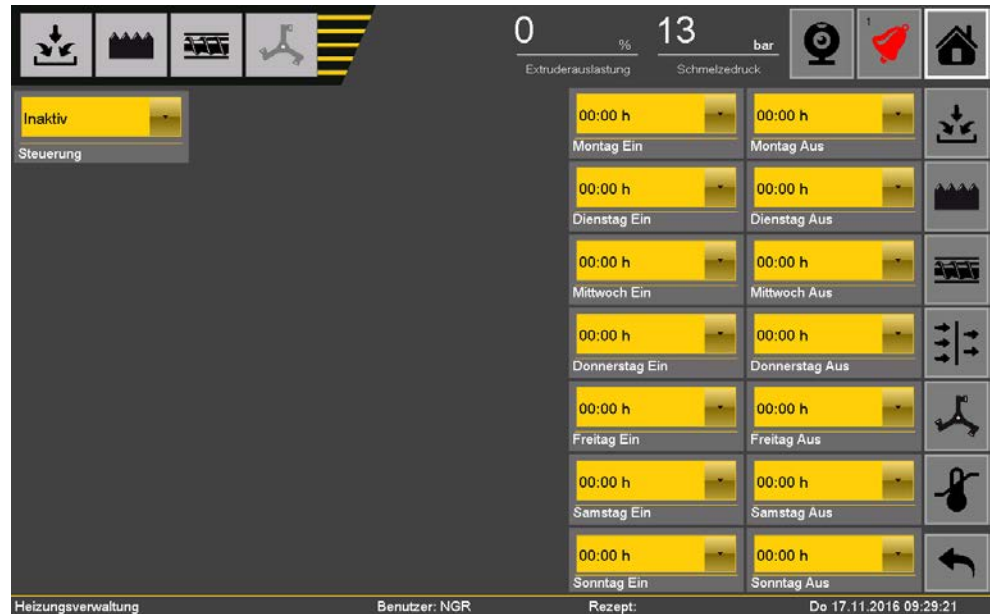 0 % 13 bar 1
Extruderauslastung Schmelzedruck
Inaktiv
Steuerung
00:00 h 00:00 h
Montag Ein Montag Aus
00:00 h 00:00 h
Dienstag Ein Dienstag Aus
00:00 h 00:00 h
Mittwoch Ein Mittwoch Aus
00:00 h 00:00 h
Donnerstag Ein Donnerstag Aus
00:00 h 00:00 h
Freitag Ein Freitag Aus
00:00 h 00:00 h
Samstag Ein Samstag Aus
00:00 h 00:00 h
Sonntag Ein Sonntag Aus
Heizungsverwaltung Benutzer: NGR Rezept: Do 17.11.2016 09:29:21